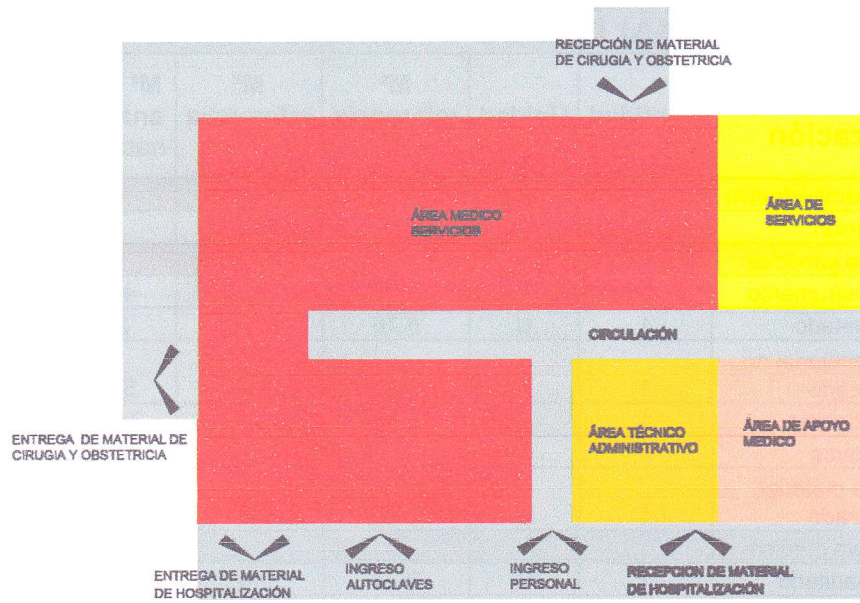 RECEPCIÓN DE MATERIAL
DE CIRUGIA Y OBSTETRICIA
ÁREA MEDICO
SERVICIOS
ÁREA DE
SERVICIOS
CIRCULACIÓN
ÁREA TÉCNICO
ADMINISTRATIVO
ÁREA DE APOYO
MEDICO
ENTREGA DE MATERIAL DE
CIRUGIA Y OBSTETRICIA
ENTREGA DE MATERIAL
DE HOSPITALIZACIÓN
INGRESO
AUTOCLAVES
INGRESO
PERSONAL
RECEPCION DE MATERIAL
DE HOSPITALIZACIÓN